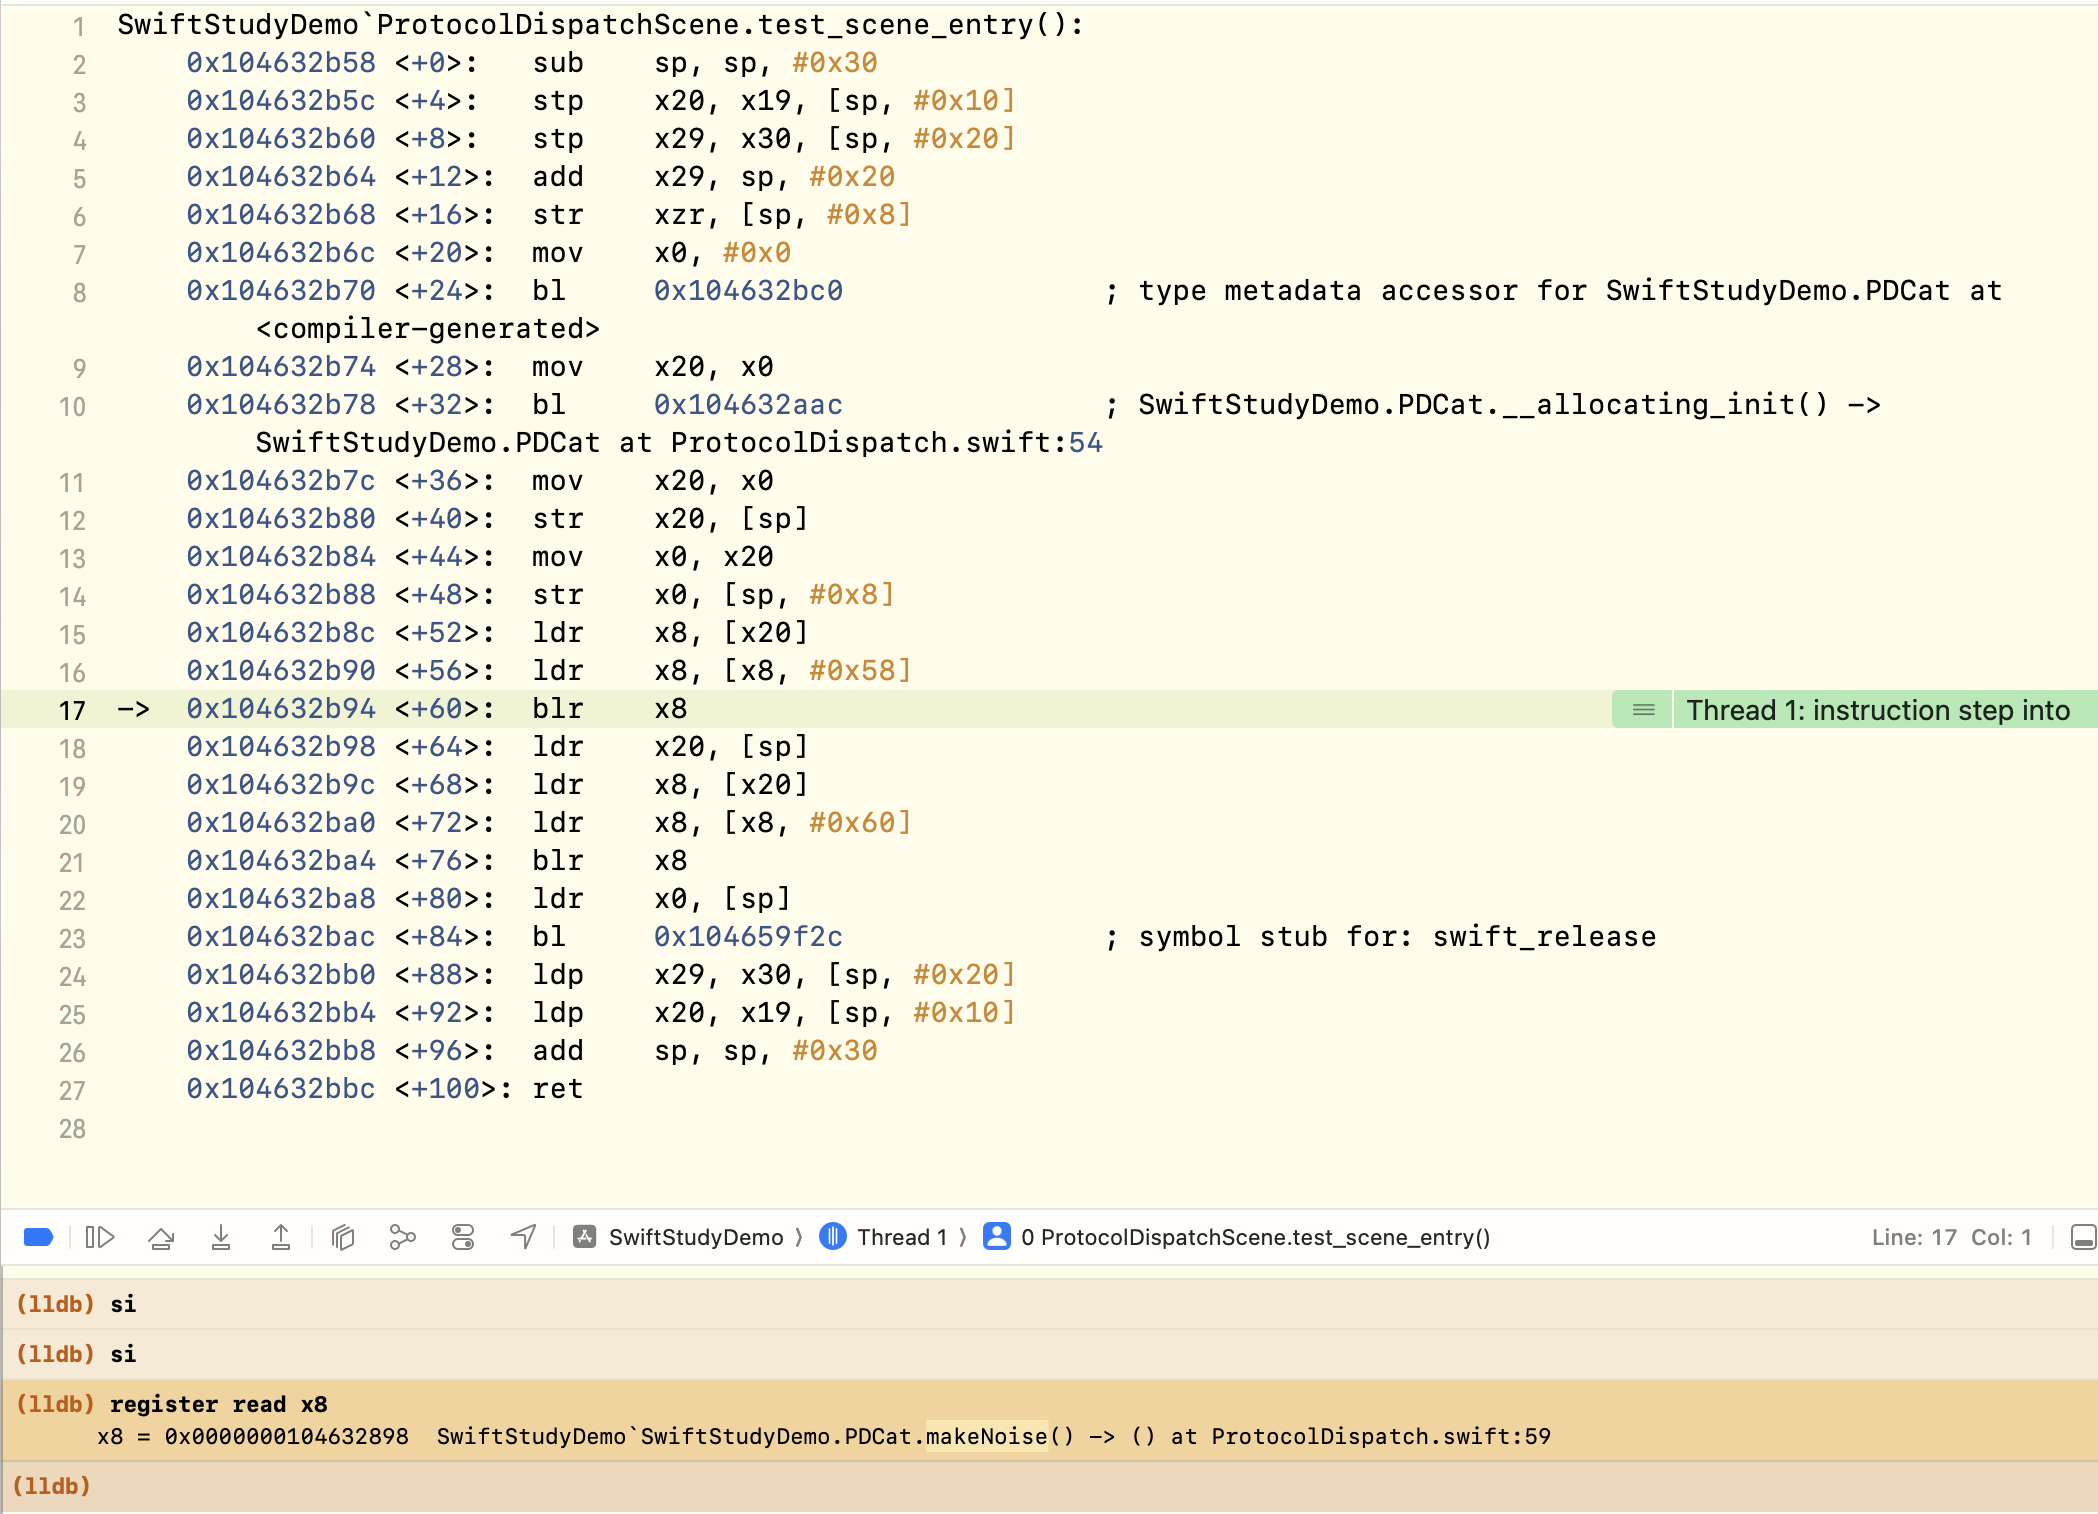 1 SwiftStudyDemo`ProtocolDispatchScene.test_scene_entry():
2 0x104632b58 <+0>: sub sp, sp, #0x30
3 0x104632b5c <+4>: stp x20, x19, [sp, #0x10]
4 0x104632b60 <+8>: stp x29, x30, [sp, #0x20]
5 0x104632b64 <+12>: add x29, sp, #0x20
6 0x104632b68 <+16>: str xzr, [sp, #0x8]
7 0x104632b6c <+20>: mov x0, #0x0
8 0x104632b70 <+24>: bl 0x104632bc0 ; type metadata accessor for SwiftStudyDemo.PDCat at
<compiler-generated>
9 0x104632b74 <+28>: mov x20, x0
10 0x104632b78 <+32>: bl 0x104632aac ; SwiftStudyDemo.PDCat.__allocating_init() ->
SwiftStudyDemo.PDCat at ProtocolDispatch.swift:54
11 0x104632b7c <+36>: mov x20, x0
12 0x104632b80 <+40>: str x20, [sp]
13 0x104632b84 <+44>: mov x0, x20
14 0x104632b88 <+48>: str x0, [sp, #0x8]
15 0x104632b8c <+52>: ldr x8, [x20]
16 0x104632b90 <+56>: ldr x8, [x8, #0x58]
17 -> 0x104632b94 <+60>: blr x8 Thread 1: instruction step into
18 0x104632b98 <+64>: ldr x20, [sp]
19 0x104632b9c <+68>: ldr x8, [x20]
20 0x104632ba0 <+72>: ldr x8, [x8, #0x60]
21 0x104632ba4 <+76>: blr x8
22 0x104632ba8 <+80>: ldr x0, [sp]
23 0x104632bac <+84>: bl 0x104659f2c ; symbol stub for: swift_release
24 0x104632bb0 <+88>: ldp x29, x30, [sp, #0x20]
25 0x104632bb4 <+92>: ldp x20, x19, [sp, #0x10]
26 0x104632bb8 <+96>: add sp, sp, #0x30
27 0x104632bbc <+100>: ret
28
SwiftStudyDemo ⟩ Thread 1 ⟩ 0 ProtocolDispatchScene.test_scene_entry() Line: 17 Col: 1
(lldb) si
(lldb) si
(lldb) register read x8
x8 = 0x0000000104632898 SwiftStudyDemo`SwiftStudyDemo.PDCat.makeNoise() -> () at ProtocolDispatch.swift:59
(lldb)